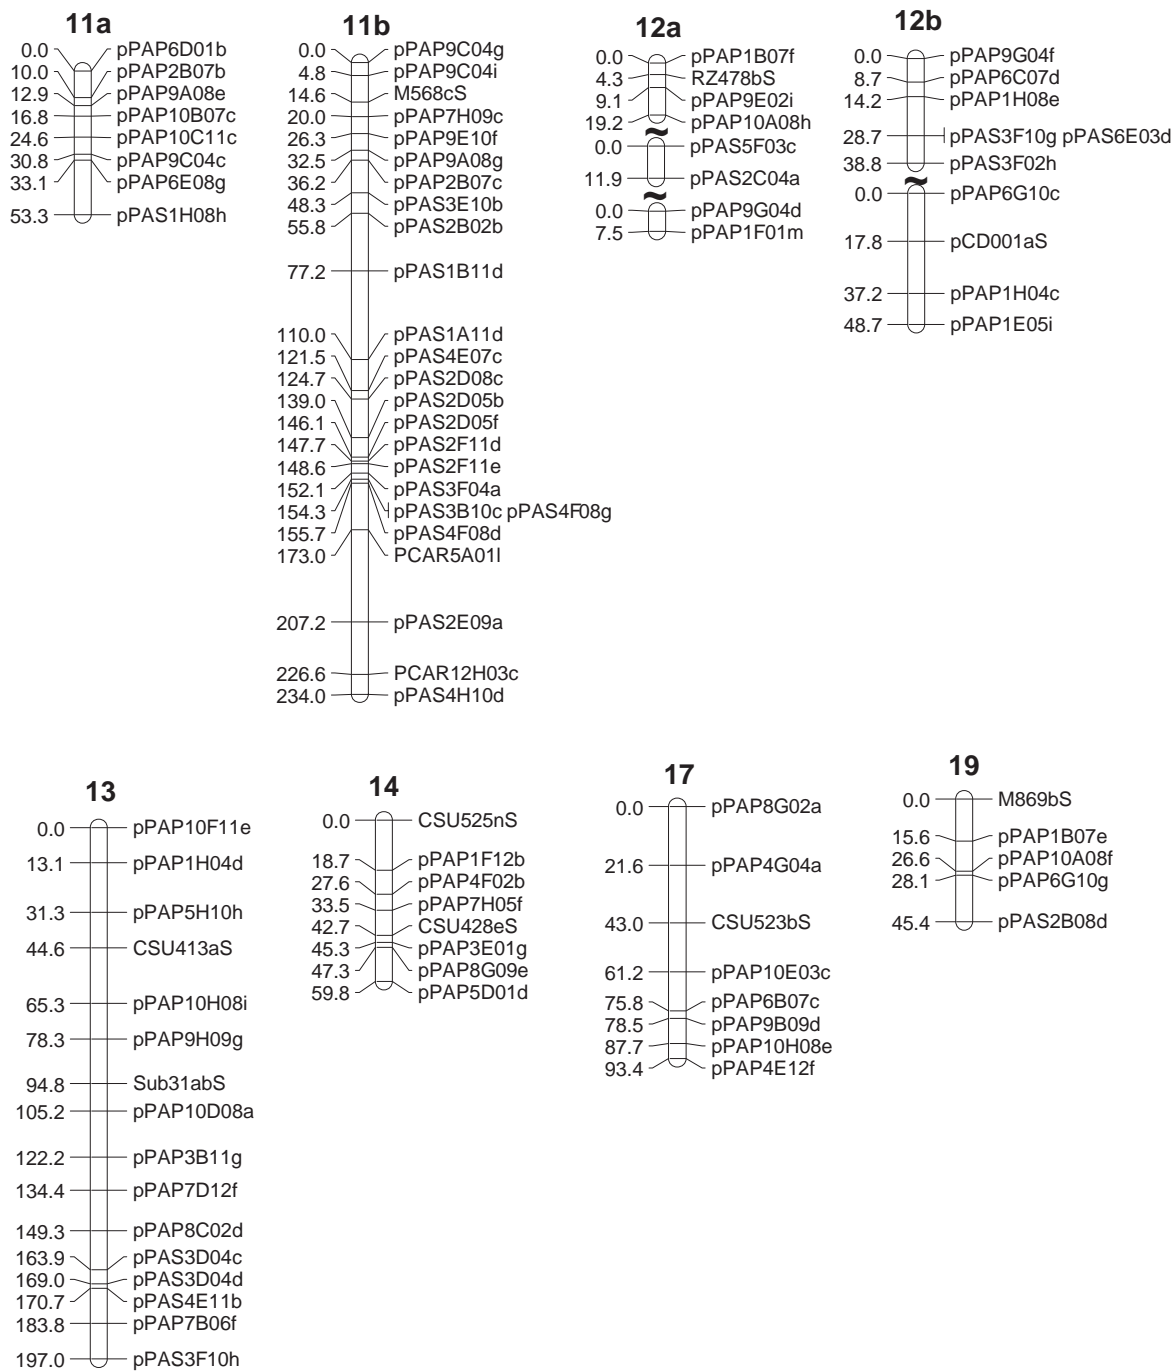 11a
0.0 pPAP6D01b
10.0 pPAP2B07b
12.9 pPAP9A08e
16.8 pPAP10B07c
24.6 pPAP10C11c
30.8 pPAP9C04c
33.1 pPAP6E08g
53.3 pPAS1H08h
11b
0.0 pPAP9C04g
4.8 pPAP9C04i
14.6 M568cS
20.0 pPAP7H09c
26.3 pPAP9E10f
32.5 pPAP9A08g
36.2 pPAP2B07c
48.3 pPAS3E10b
55.8 pPAS2B02b
77.2 pPAS1B11d
110.0 pPAS1A11d
121.5 pPAS4E07c
124.7 pPAS2D08c
139.0 pPAS2D05b
146.1 pPAS2D05f
147.7 pPAS2F11d
148.6 pPAS2F11e
152.1 pPAS3F04a
154.3 pPAS3B10c pPAS4F08g
155.7 pPAS4F08d
173.0 PCAR5A01l
207.2 pPAS2E09a
226.6 PCAR12H03c
234.0 pPAS4H10d
12a
0.0 pPAP1B07f
4.3 RZ478bS
9.1 pPAP9E02i
19.2 pPAP10A08h
~
0.0 pPAS5F03c
11.9 pPAS2C04a
~
0.0 pPAP9G04d
7.5 pPAP1F01m
12b
0.0 pPAP9G04f
8.7 pPAP6C07d
14.2 pPAP1H08e
28.7 pPAS3F10g pPAS6E03d
38.8 pPAS3F02h
~
0.0 pPAP6G10c
17.8 pCD001aS
37.2 pPAP1H04c
48.7 pPAP1E05i
13
0.0 pPAP10F11e
13.1 pPAP1H04d
31.3 pPAP5H10h
44.6 CSU413aS
65.3 pPAP10H08i
78.3 pPAP9H09g
94.8 Sub31abS
105.2 pPAP10D08a
122.2 pPAP3B11g
134.4 pPAP7D12f
149.3 pPAP8C02d
163.9 pPAS3D04c
169.0 pPAS3D04d
170.7 pPAS4E11b
183.8 pPAP7B06f
197.0 pPAS3F10h
14
0.0 CSU525nS
18.7 pPAP1F12b
27.6 pPAP4F02b
33.5 pPAP7H05f
42.7 CSU428eS
45.3 pPAP3E01g
47.3 pPAP8G09e
59.8 pPAP5D01d
17
0.0 pPAP8G02a
21.6 pPAP4G04a
43.0 CSU523bS
61.2 pPAP10E03c
75.8 pPAP6B07c
78.5 pPAP9B09d
87.7 pPAP10H08e
93.4 pPAP4E12f
19
0.0 M869bS
15.6 pPAP1B07e
26.6 pPAP10A08f
28.1 pPAP6G10g
45.4 pPAS2B08d